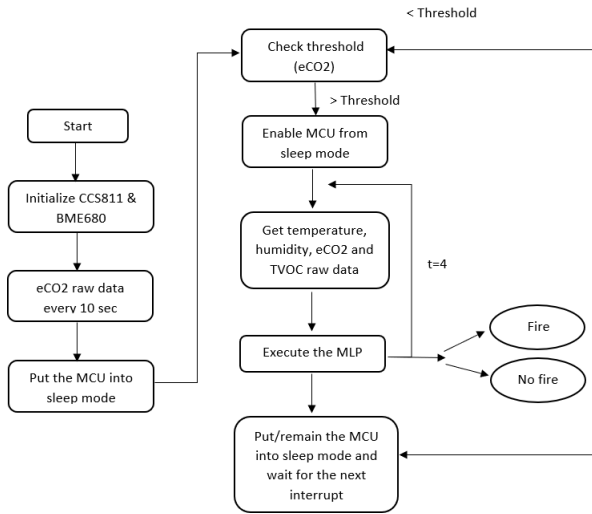 Start
Initialize CCS811 &
BME680
eCO2 raw data
every 10 sec
Put the MCU into
sleep mode
< Threshold
Check threshold
(eCO2)
> Threshold
Enable MCU from
sleep mode
Get temperature,
humidity, eCO2 and
TVOC raw data
t=4
Execute the MLP
Fire
No fire
Put/remain the MCU
into sleep mode and
wait for the next
interrupt